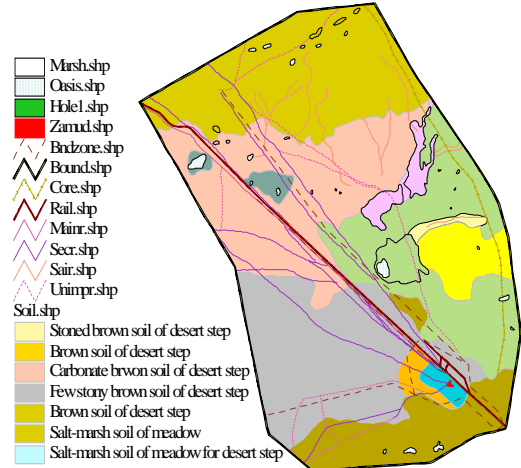 Marsh.shp
Oasis.shp
Hole1.shp
Zamud.shp
Bndzone.shp
Bound.shp
Core.shp
Rail.shp
Mainr.shp
Secr.shp
Sair.shp
Unimpr.shp
Soil.shp
Stoned brown soil of desert step
Brown soil of desert step
Carbonate brwon soil of desert step
Few stony brown soil of desert step
Brown soil of desert step
Salt-marsh soil of meadow
Salt-marsh soil of meadow for desert step